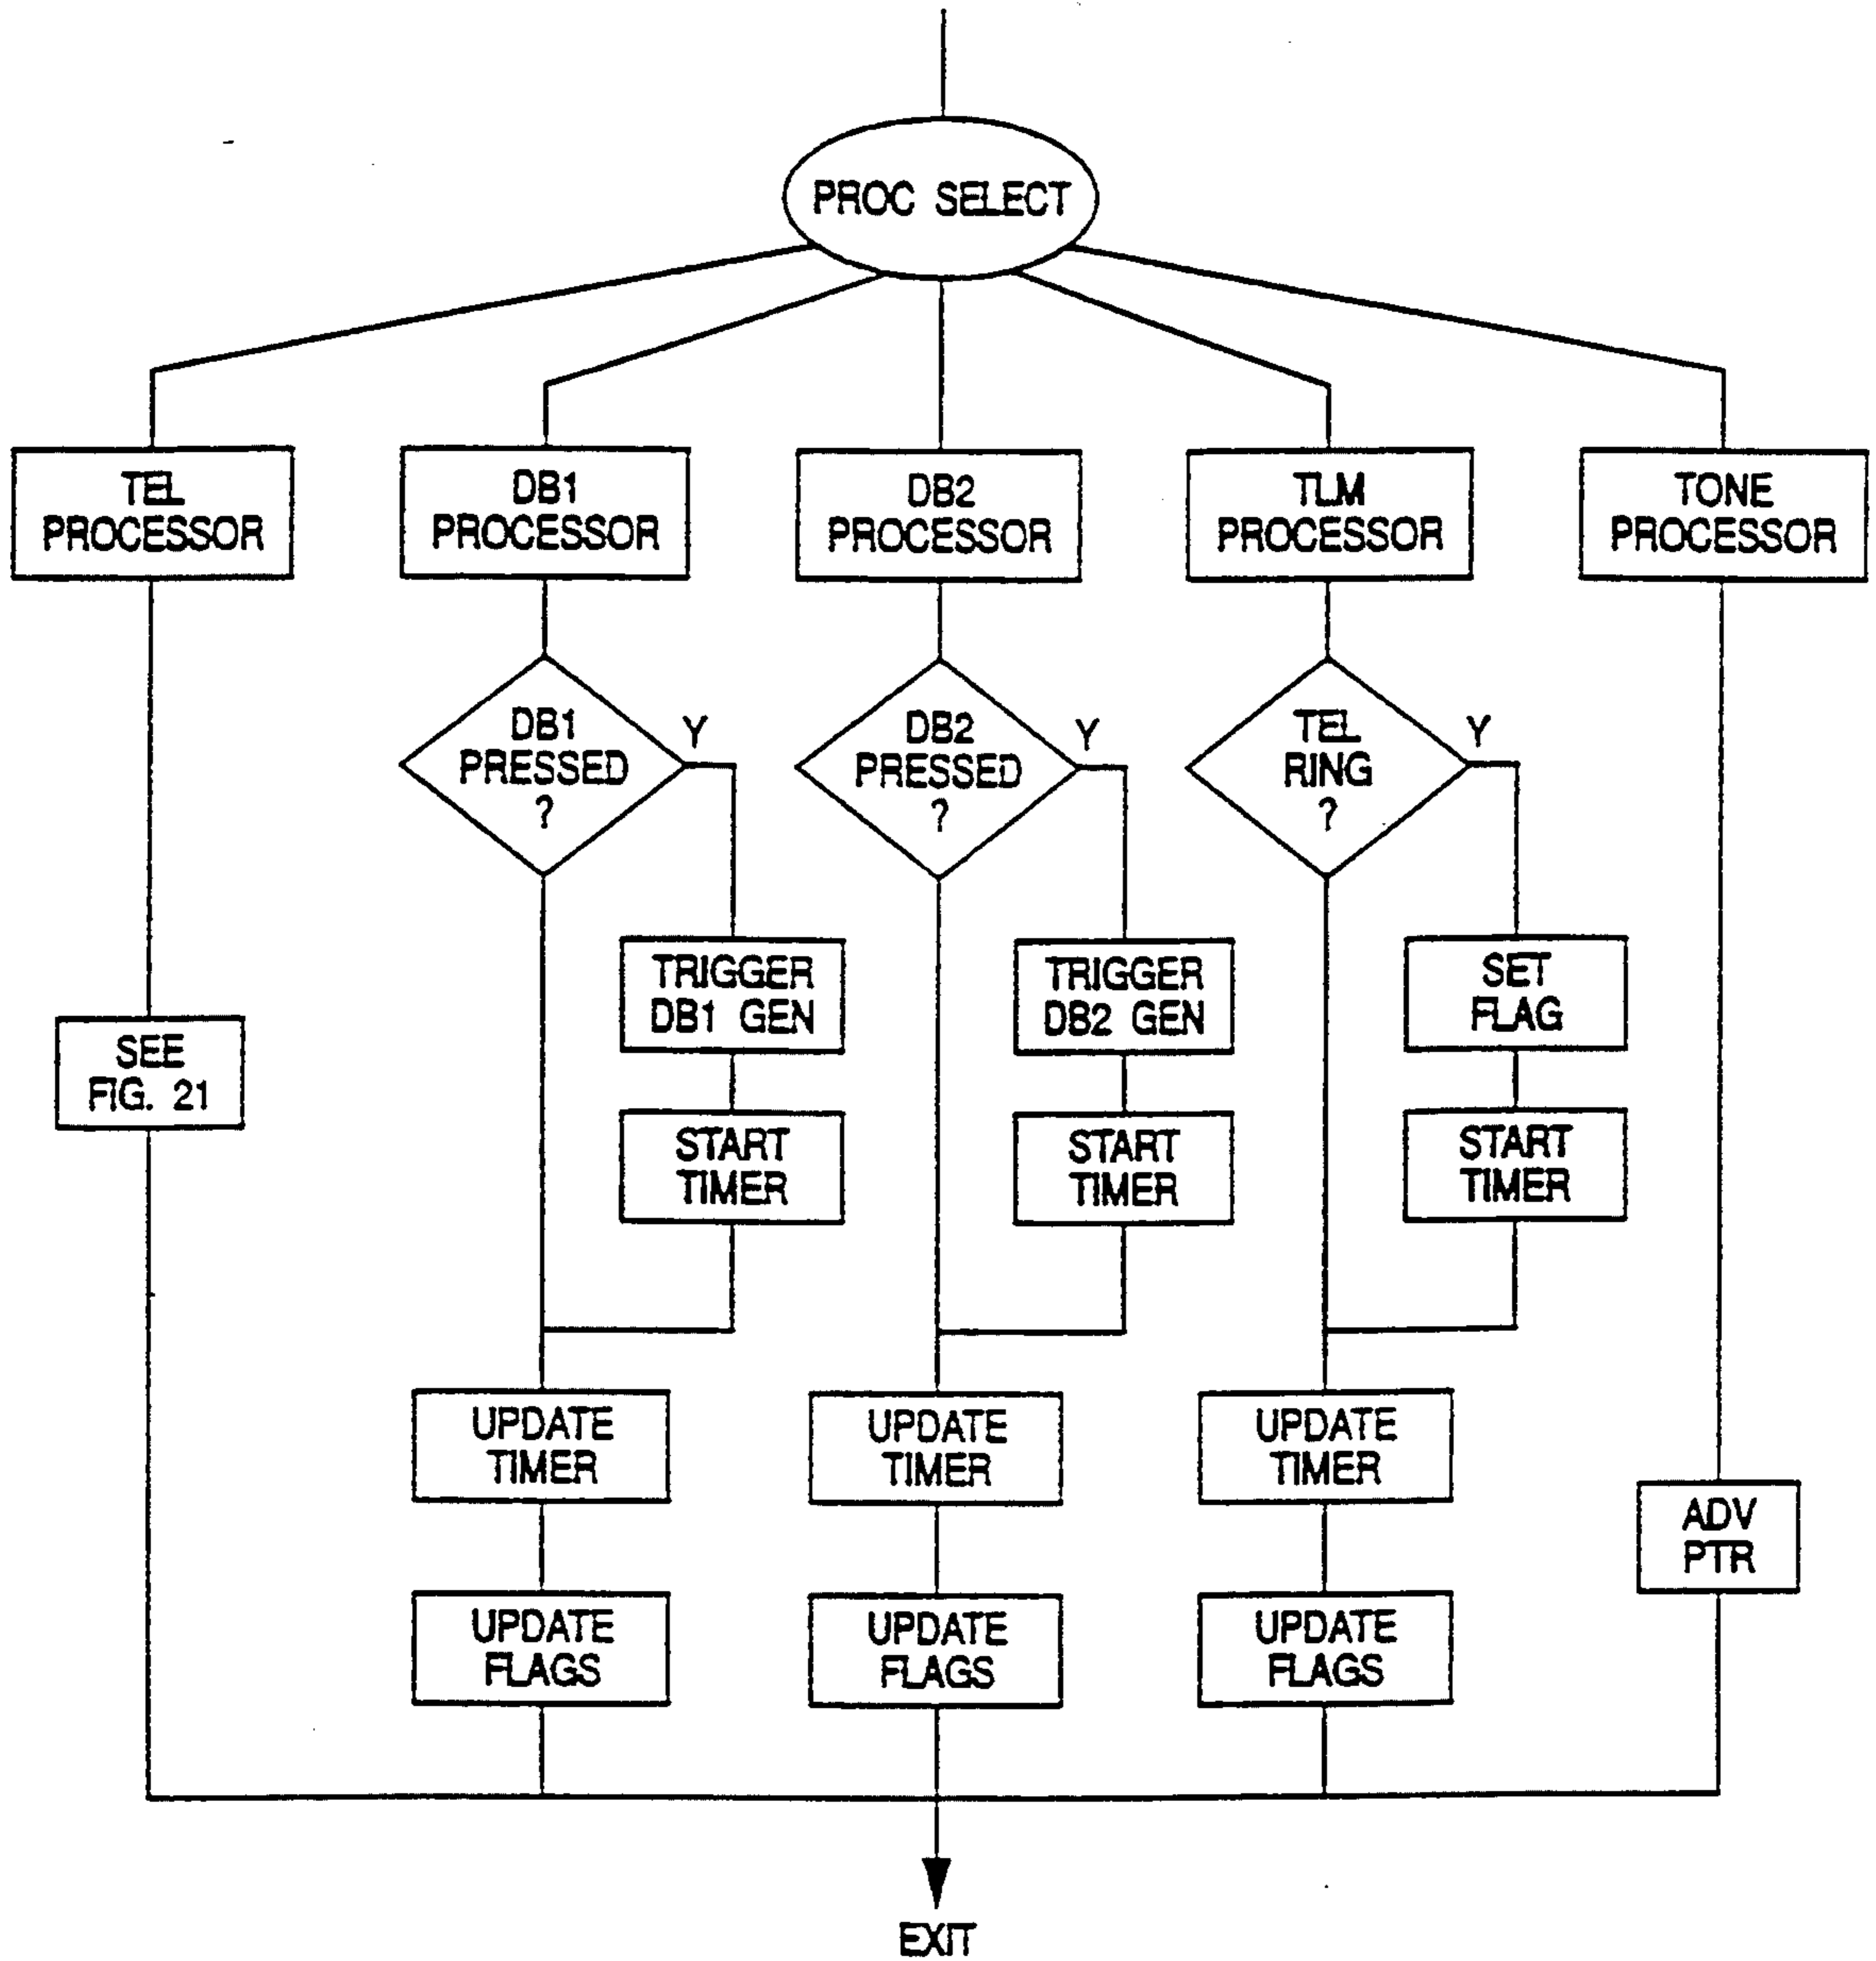 PROC SELECT
TEL
PROCESSOR
DB1
PROCESSOR
DB2
PROCESSOR
TLM
PROCESSOR
TONE
PROCESSOR
DB1
PRESSED
?
Y
DB2
PRESSED
?
Y
TEL
RING
?
Y
TRIGGER
DB1 GEN
TRIGGER
DB2 GEN
SET
FLAG
SEE
FIG. 21
START
TIMER
START
TIMER
START
TIMER
UPDATE
TIMER
UPDATE
TIMER
UPDATE
TIMER
ADV
PTR
UPDATE
FLAGS
UPDATE
FLAGS
UPDATE
FLAGS
EXIT